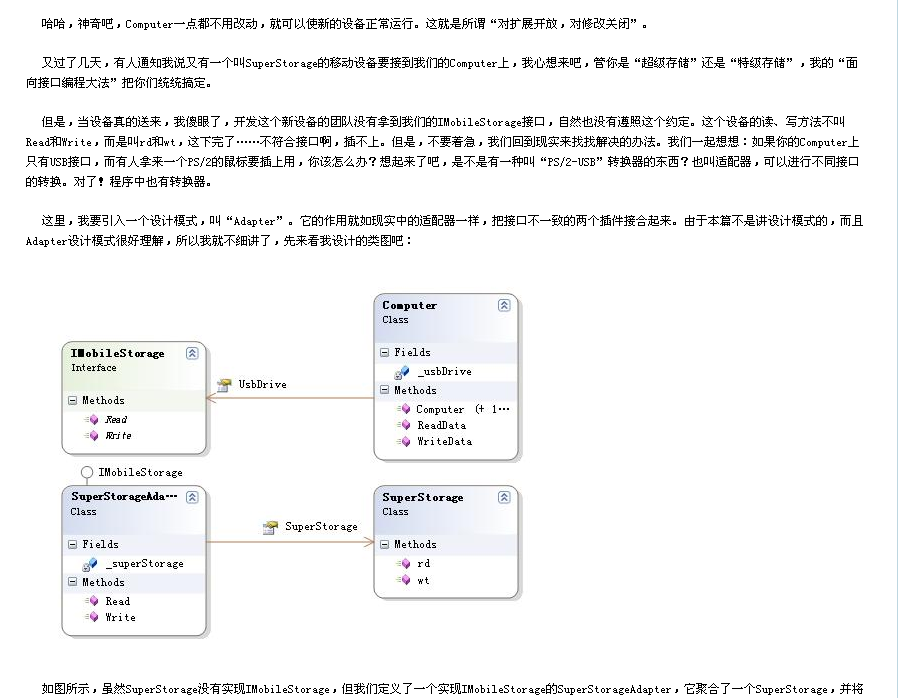 哈哈，神奇吧，Computer一点都不用改动，就可以使新的设备正常运行。这就是所谓“对扩展开放，对修改关闭”。
又过了几天，有人通知我说又有一个叫SuperStorage的移动设备要接到我们的Computer上，我心想来吧，管你是“超级存储”还是“特级存储”，我的“面
向接口编程大法”把你们统统搞定。
但是，当设备真的送来，我傻眼了，开发这个新设备的团队没有拿到我们的IMobileStorage接口，自然也没有遵照这个约定。这个设备的读、写方法不叫
Read和Write，而是叫rd和wt，这下完了……不符合接口啊，插不上。但是，不要着急，我们回到现实来找找解决的办法。我们一起想想：如果你的Computer上
只有USB接口，而有人拿来一个PS/2的鼠标要插上用，你该怎么办？想起来了吧，是不是有一种叫“PS/2-USB”转换器的东西？也叫适配器，可以进行不同接口
的转换。对了！程序中也有转换器。
这里，我要引入一个设计模式，叫“Adapter”。它的作用就如现实中的适配器一样，把接口不一致的两个插件接合起来。由于本篇不是讲设计模式的，而且
Adapter设计模式很好理解，所以我就不细讲了，先来看我设计的类图吧：
Computer
Class
Fields
_usbDrive
Methods
Computer (+ 1…
ReadData
WriteData
IMobileStorage
Interface
Methods
Read
Write
UsbDrive
IMobileStorage
SuperStorageAda…
Class
Fields
_superStorage
Methods
Read
Write
SuperStorage
SuperStorage
Class
Methods
rd
wt
如图所示，虽然SuperStorage没有实现IMobileStorage，但我们定义了一个实现IMobileStorage的SuperStorageAdapter，它聚合了一个SuperStorage，并将